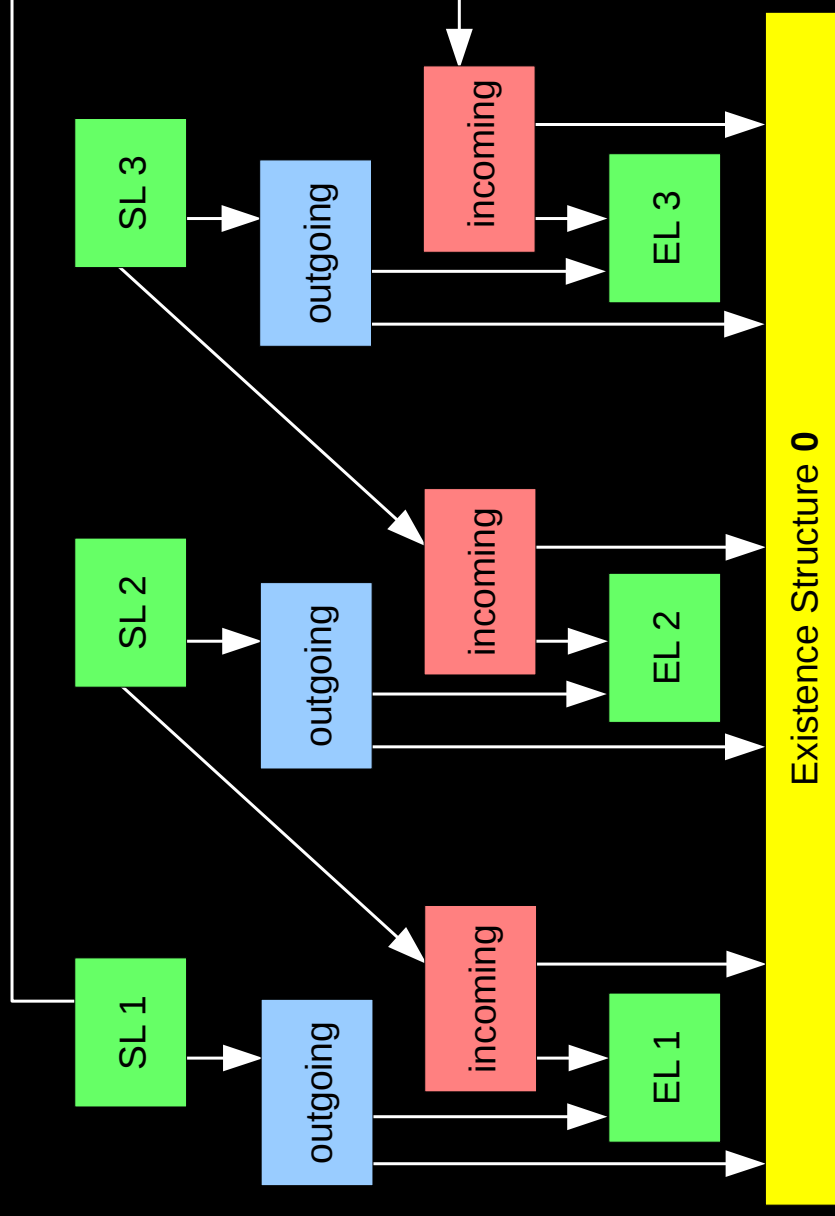 SL 1
SL 2
SL 3
outgoing
outgoing
outgoing
incoming
incoming
incoming
EL 1
EL 2
EL 3
Existence Structure 0